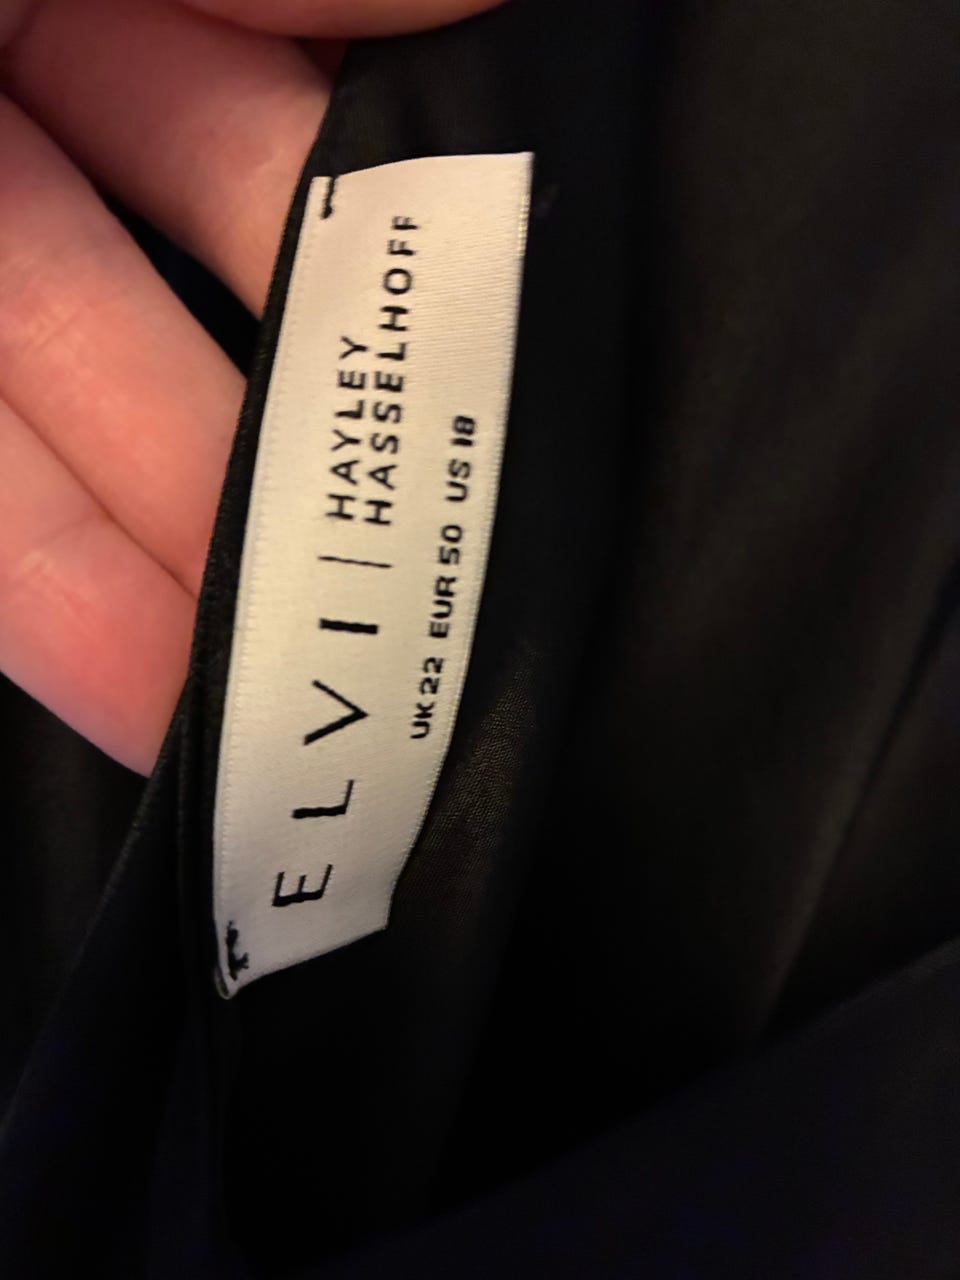 ELVI | HAYLEY
HASSELHOFF
UK 22 EUR 50 US 18